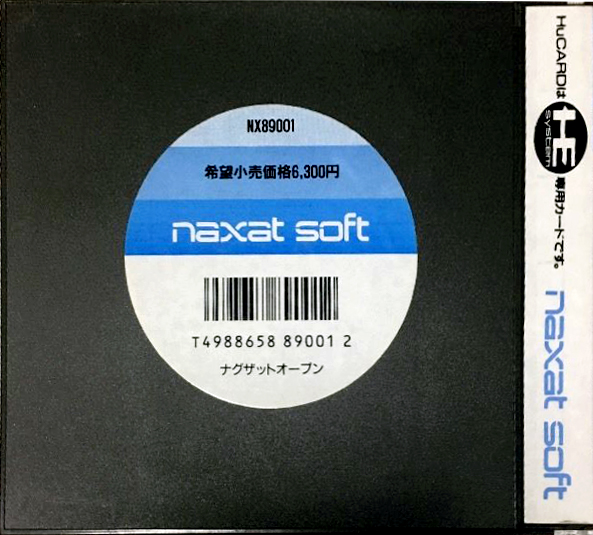 NX89001
希望小売価格6,300円
naxat soft
T4988658 89001 2
ナグザットオープン
HuCARDは
HE
SYSTEM
専用カードです。
naxat soft